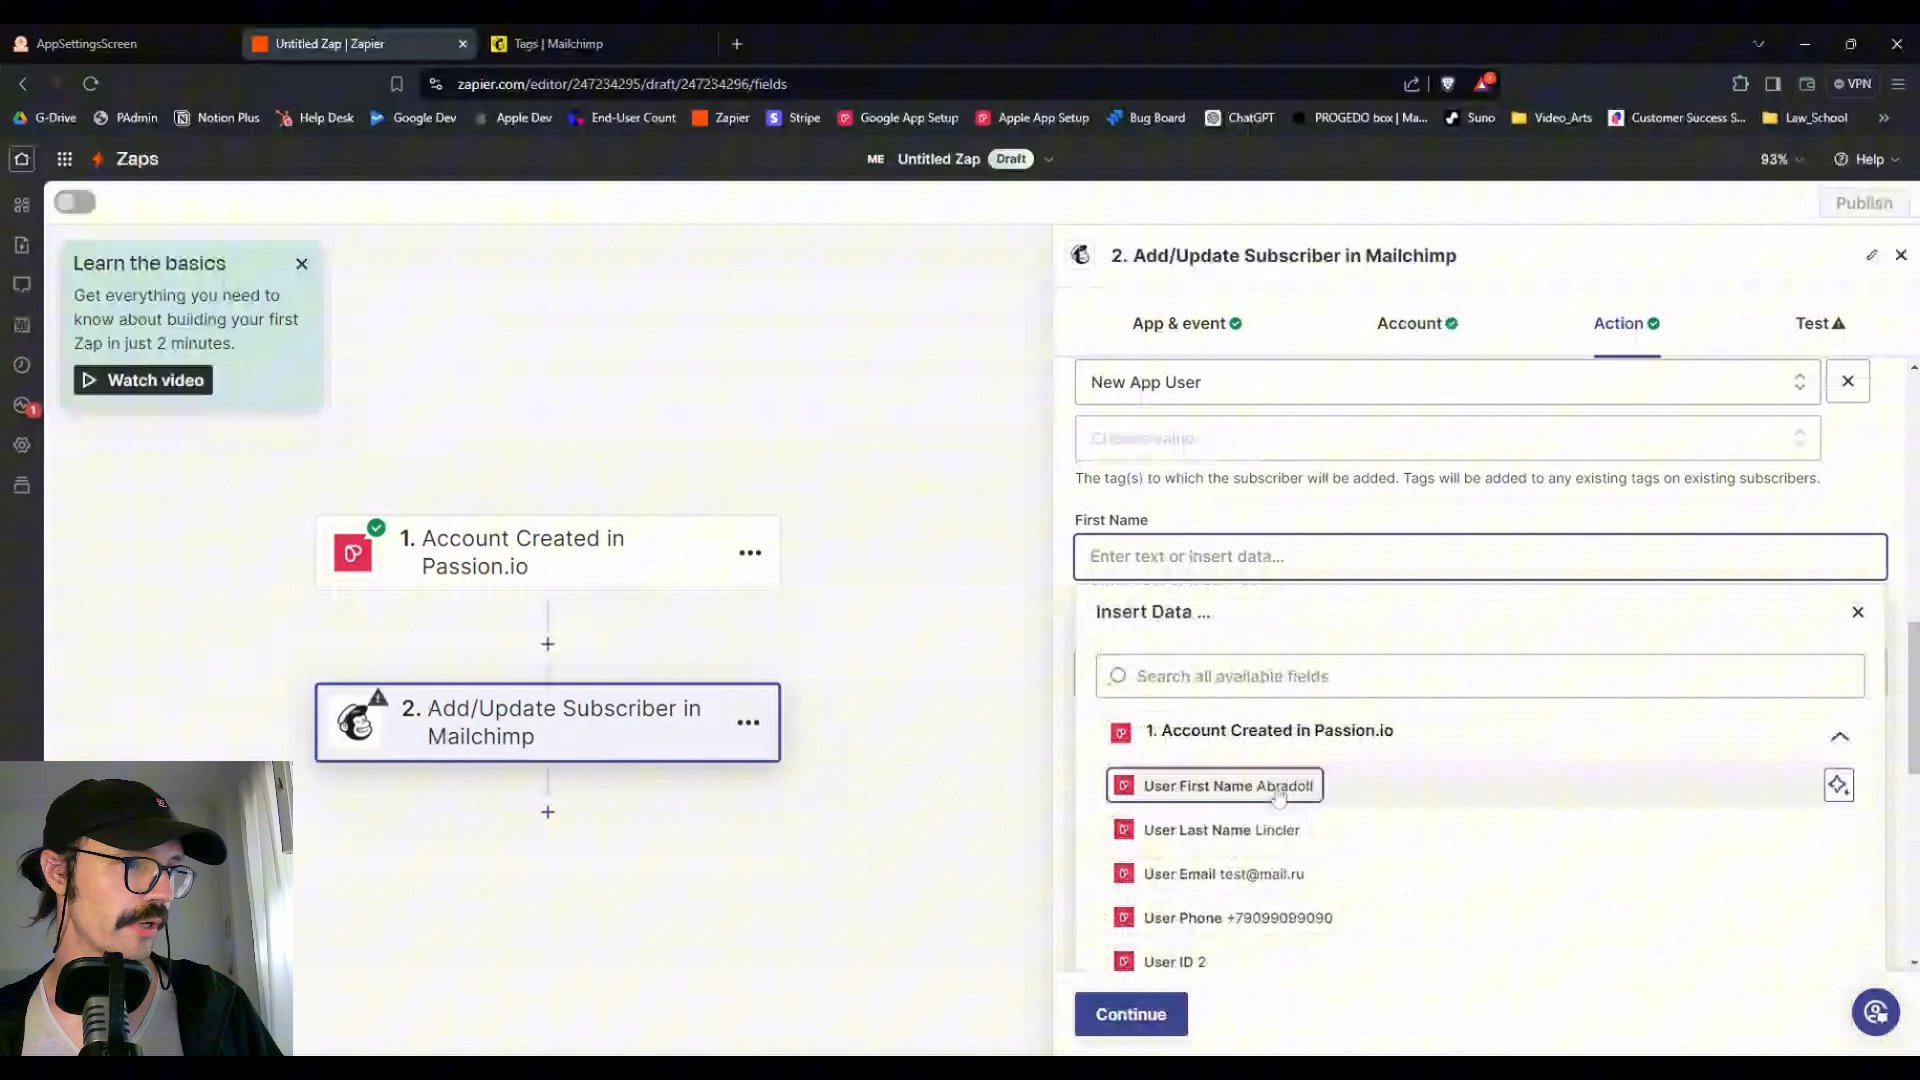 AppSettingsScreen
Untitled Zap | Zapier
Tags | Mailchimp
zapier.com/editor/247234295/draft/247234296/fields
VPN
G-Drive
PAdmin
Notion Plus
Help Desk
Google Dev
Apple Dev
End-User Count
Zapier
Stripe
Google App Setup
Apple App Setup
Bug Board
ChatGPT
PROGEDO box | Ma...
Suno
Video_Arts
Customer Success S...
Law_School
Zaps
ME Untitled Zap Draft
93%
Help
Publish
Learn the basics
Get everything you need to
know about building your first
Zap in just 2 minutes.
Watch video
1
1. Account Created in
Passion.io
2. Add/Update Subscriber in
Mailchimp
2. Add/Update Subscriber in Mailchimp
App & event
Account
Action
Test
New App User
Choose value...
The tag(s) to which the subscriber will be added. Tags will be added to any existing tags on existing subscribers.
First Name
Enter text or insert data...
Insert Data ...
Search all available fields
1. Account Created in Passion.io
User First Name Abradolf
User Last Name Lincler
User Email test@mail.ru
User Phone +79099099090
User ID 2
Continue